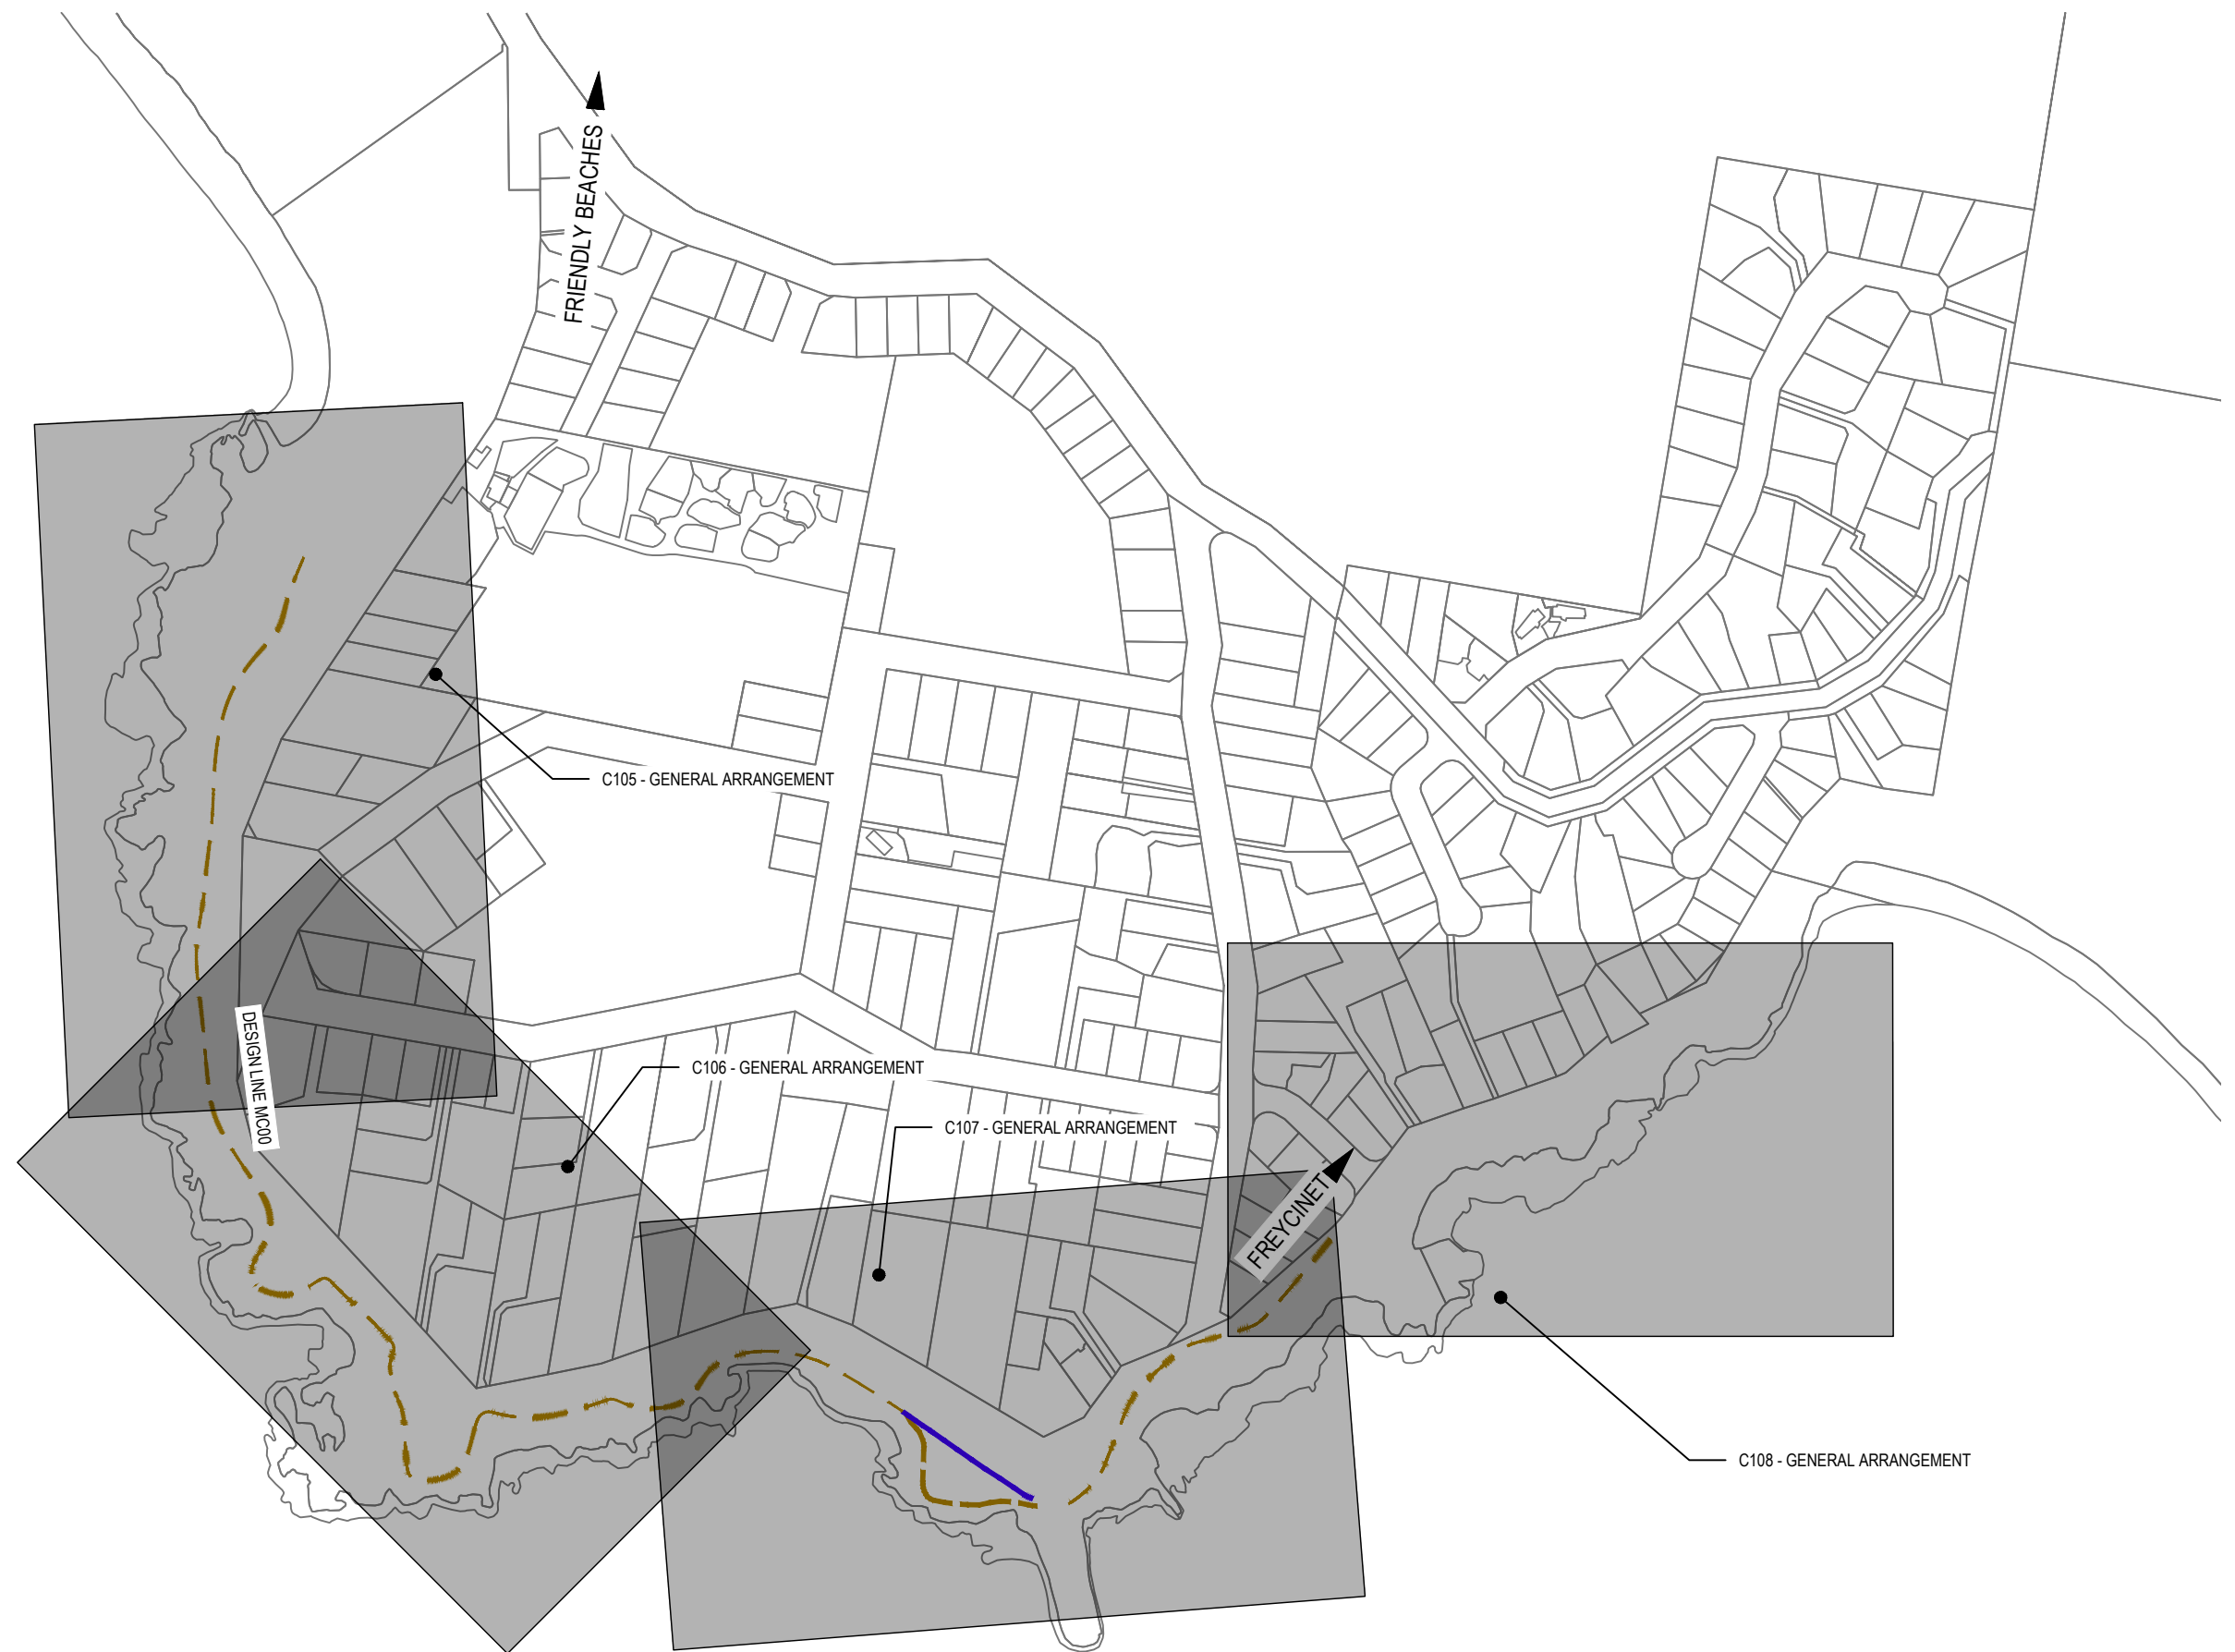 FRIENDLY BEACHES
C105 - GENERAL ARRANGEMENT
DESIGN LINE MC00
C106 - GENERAL ARRANGEMENT
C107 - GENERAL ARRANGEMENT
FREYCINET
C108 - GENERAL ARRANGEMENT